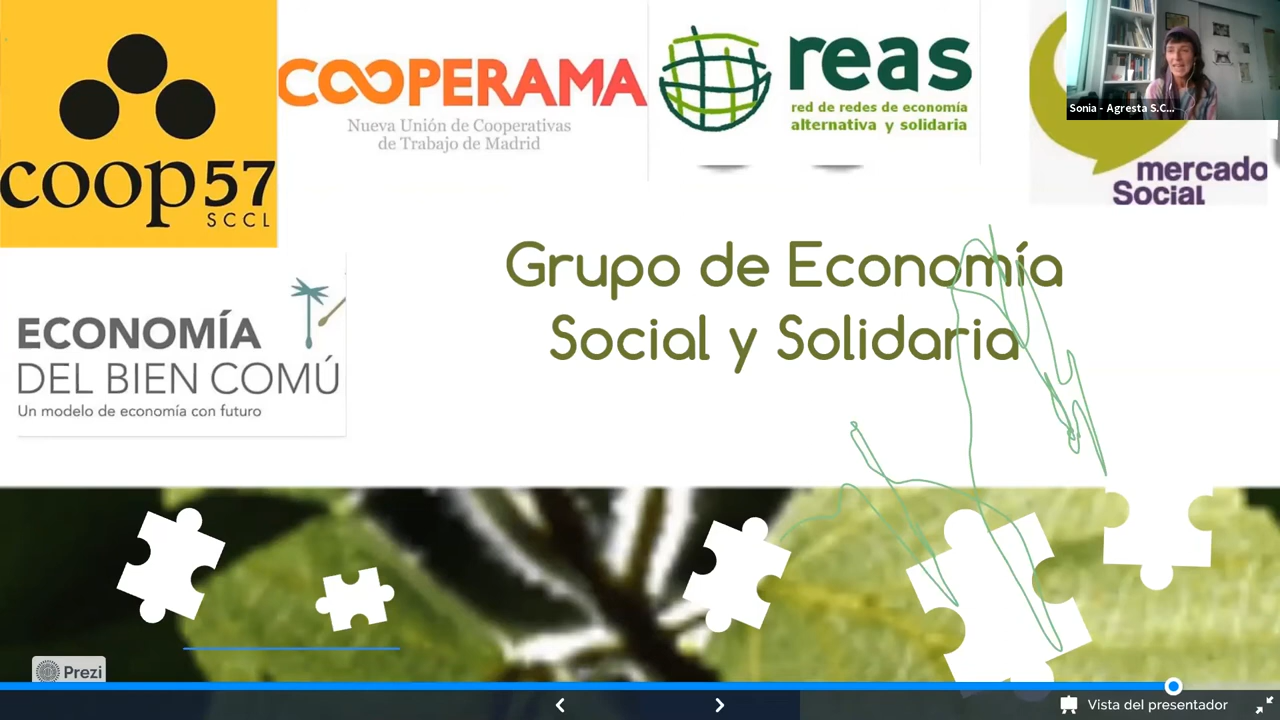 coop57
SCCL
COOPERAMA
Nueva Unión de Cooperativas
de Trabajo de Madrid
reas
red de redes de economía
alternativa y solidaria
mercado
Social
Sonia - Agresta S.C...
Grupo de Economía
Social y Solidaria
ECONOMÍA
DEL BIEN COMÚ
Un modelo de economía con futuro
Prezi
Vista del presentador